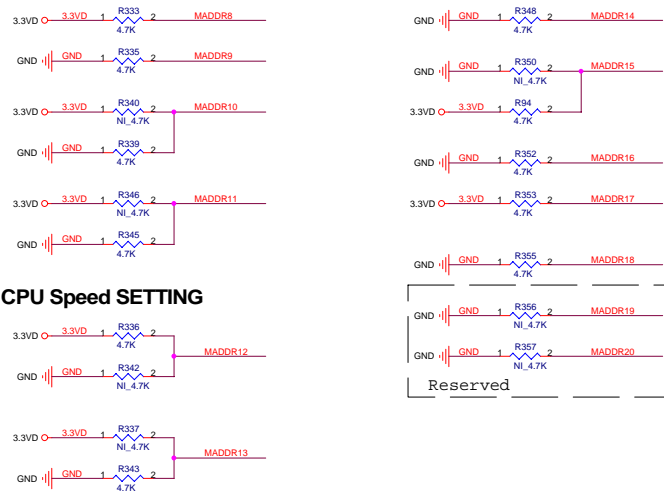 3.3VD 3.3VD 1 R333 2 MADDR8
4.7K
GND GND 1 R335 2 MADDR9
4.7K
3.3VD 3.3VD 1 R340 2 MADDR10
NI_4.7K
GND GND 1 R339 2
4.7K
3.3VD 3.3VD 1 R346 2 MADDR11
NI_4.7K
GND GND 1 R345 2
4.7K
CPU Speed SETTING
3.3VD 3.3VD 1 R336 2
4.7K
MADDR12
GND GND 1 R342 2
NI_4.7K
3.3VD 3.3VD 1 R337 2
NI_4.7K
MADDR13
GND GND 1 R343 2
4.7K
GND GND 1 R348 2 MADDR14
4.7K
GND GND 1 R350 2 MADDR15
NI_4.7K
3.3VD 3.3VD 1 R94 2
4.7K
GND GND 1 R352 2 MADDR16
4.7K
3.3VD 3.3VD 1 R353 2 MADDR17
4.7K
GND GND 1 R355 2 MADDR18
4.7K
GND GND 1 R356 2 MADDR19
NI_4.7K
GND GND 1 R357 2 MADDR20
NI_4.7K
Reserved